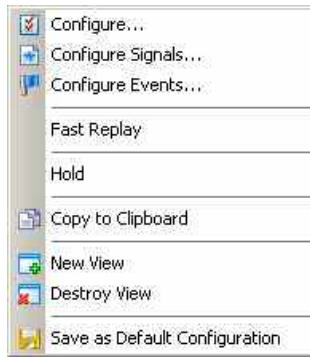 Configure...
Configure Signals...
Configure Events...
Fast Replay
Hold
Copy to Clipboard
New View
Destroy View
Save as Default Configuration